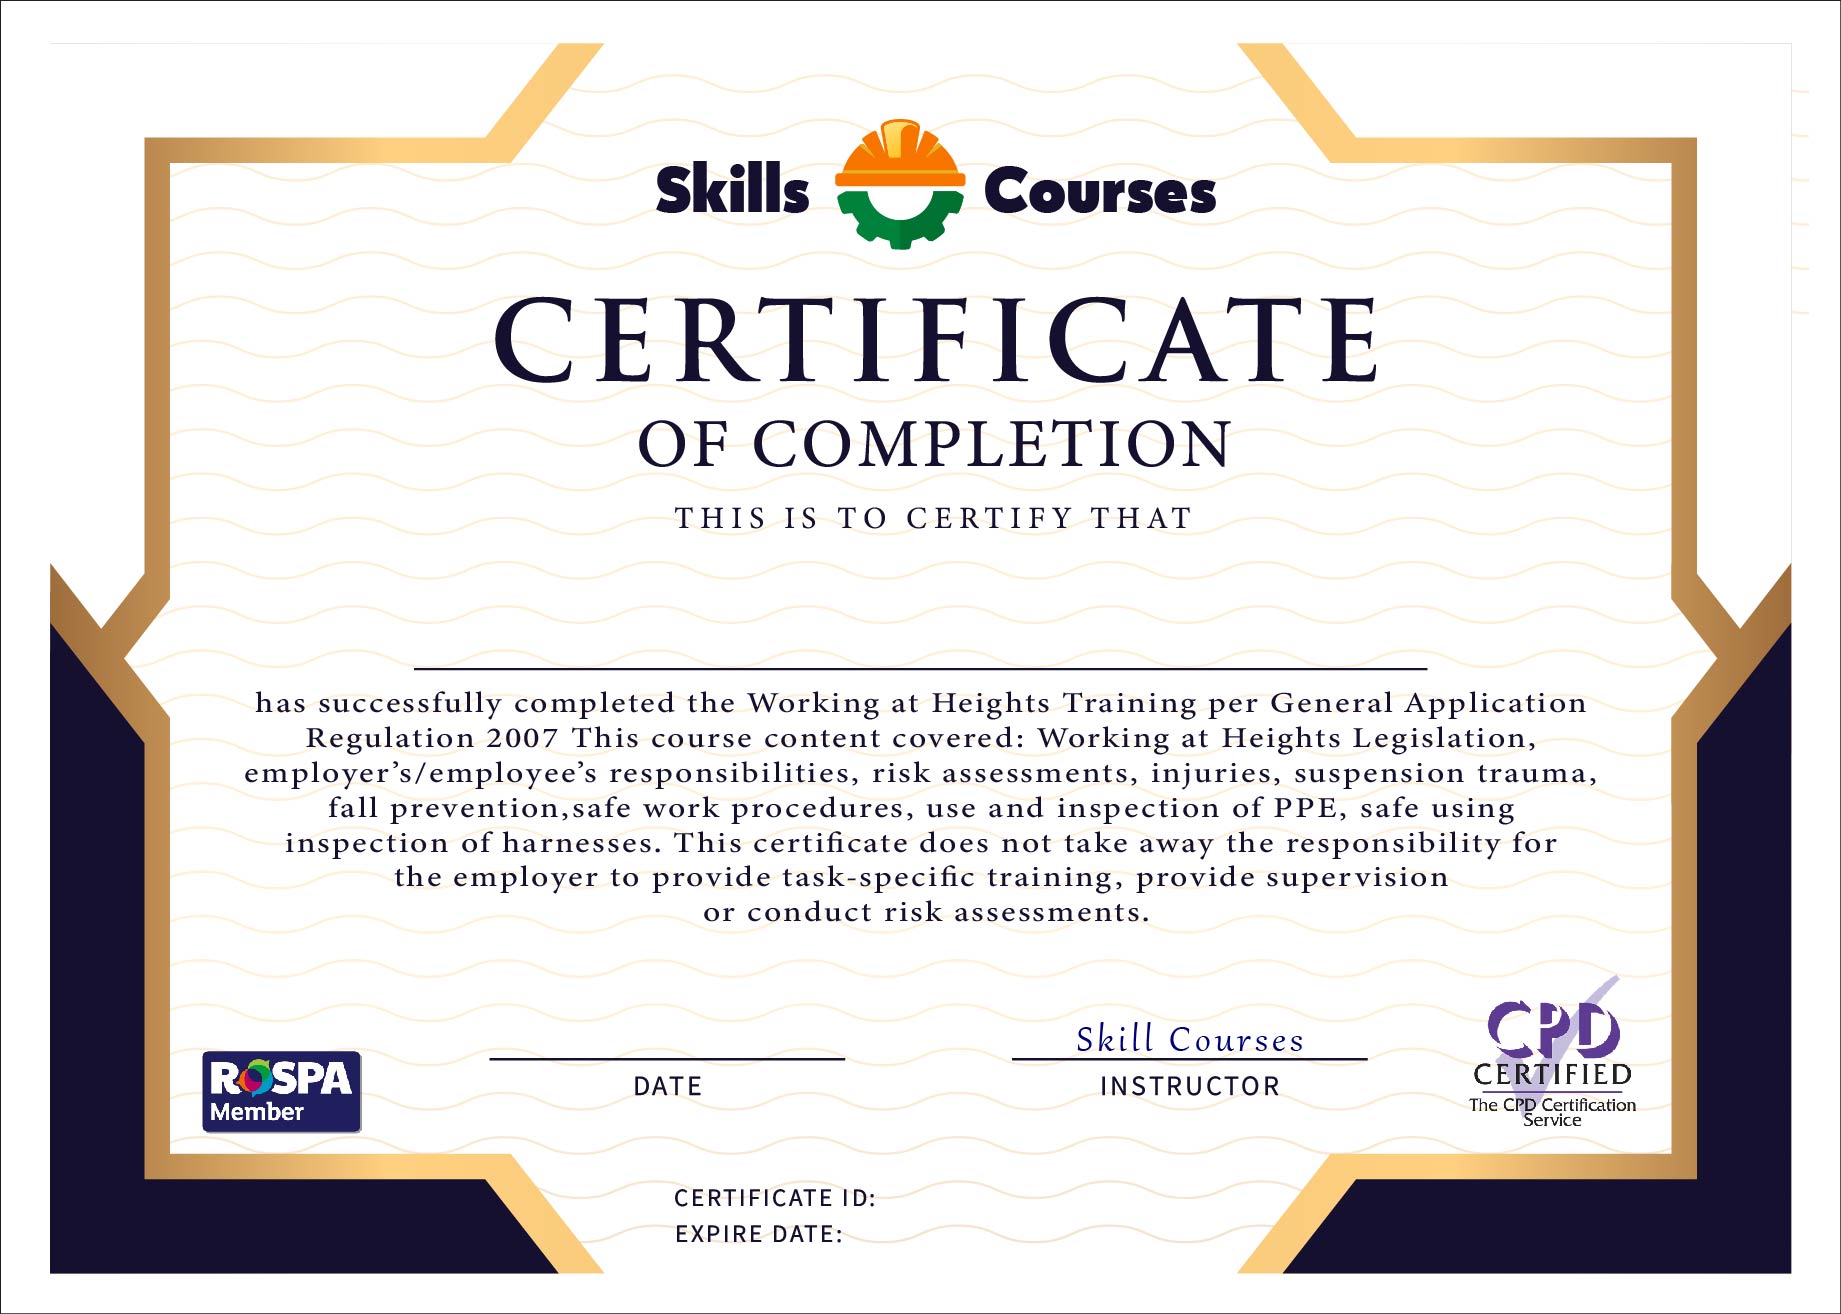 Skills Courses
CERTIFICATE
OF COMPLETION
THIS IS TO CERTIFY THAT
has successfully completed the Working at Heights Training per General Application
Regulation 2007 This course content covered: Working at Heights Legislation,
employer’s/employee’s responsibilities, risk assessments, injuries, suspension trauma,
fall prevention,safe work procedures, use and inspection of PPE, safe using
inspection of harnesses. This certificate does not take away the responsibility for
the employer to provide task-specific training, provide supervision
or conduct risk assessments.
Skill Courses
DATE
INSTRUCTOR
RoSPA
Member
CPD
CERTIFIED
The CPD Certification
Service
CERTIFICATE ID:
EXPIRE DATE: